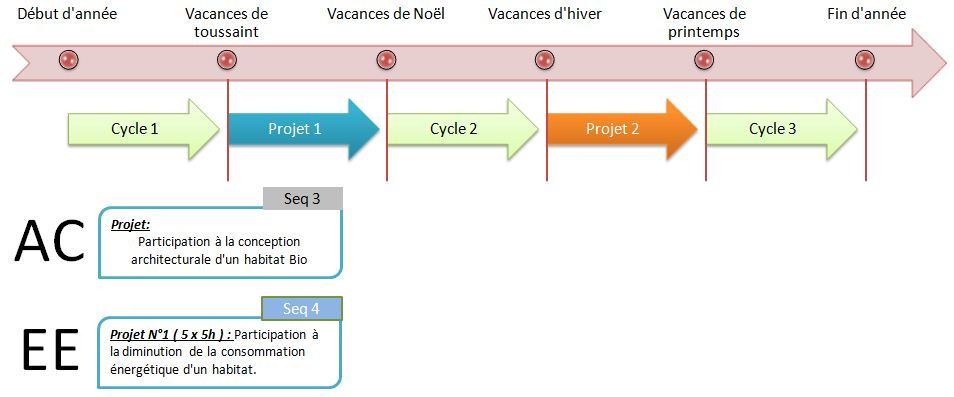 Début d'année
Vacances de
toussaint
Vacances de Noël
Vacances d'hiver
Vacances de
printemps
Fin d'année
Cycle 1
Projet 1
Cycle 2
Projet 2
Cycle 3
AC
Seq 3
Projet:
Participation à la conception
architecturale d'un habitat Bio
EE
Seq 4
Projet N°1 ( 5 x 5h ) : Participation à
la diminution de la consommation
énergétique d'un habitat.